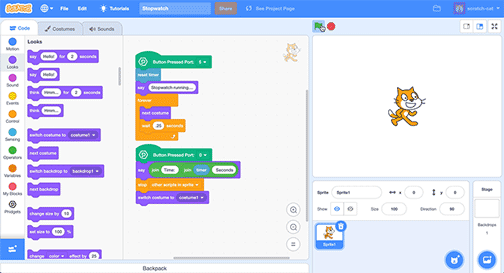 SCRATCH
File
Edit
Tutorials
Stopwatch
Share
See Project Page
scratch-cat
Code
Costumes
Sounds
Motion
Looks
Sound
Events
Control
Sensing
Operators
Variables
My Blocks
Phidgets
Looks
say Hello! for 2 seconds
say Hello!
think Hmm... for 2 seconds
think Hmm...
switch costume to costume1
next costume
switch backdrop to backdrop1
next backdrop
change size by 10
set size to 100 %
change color effect by 25
Button Pressed Port: 5
reset timer
say Stopwatch running...
forever
next costume
wait .25 seconds
Button Pressed Port: 0
say join Time: join timer Seconds
stop other scripts in sprite
switch costume to costume1
Backpack
Sprite Sprite1 x 0 y 0
Show Size 100 Direction 90
Sprite1
Stage
Backdrops
1